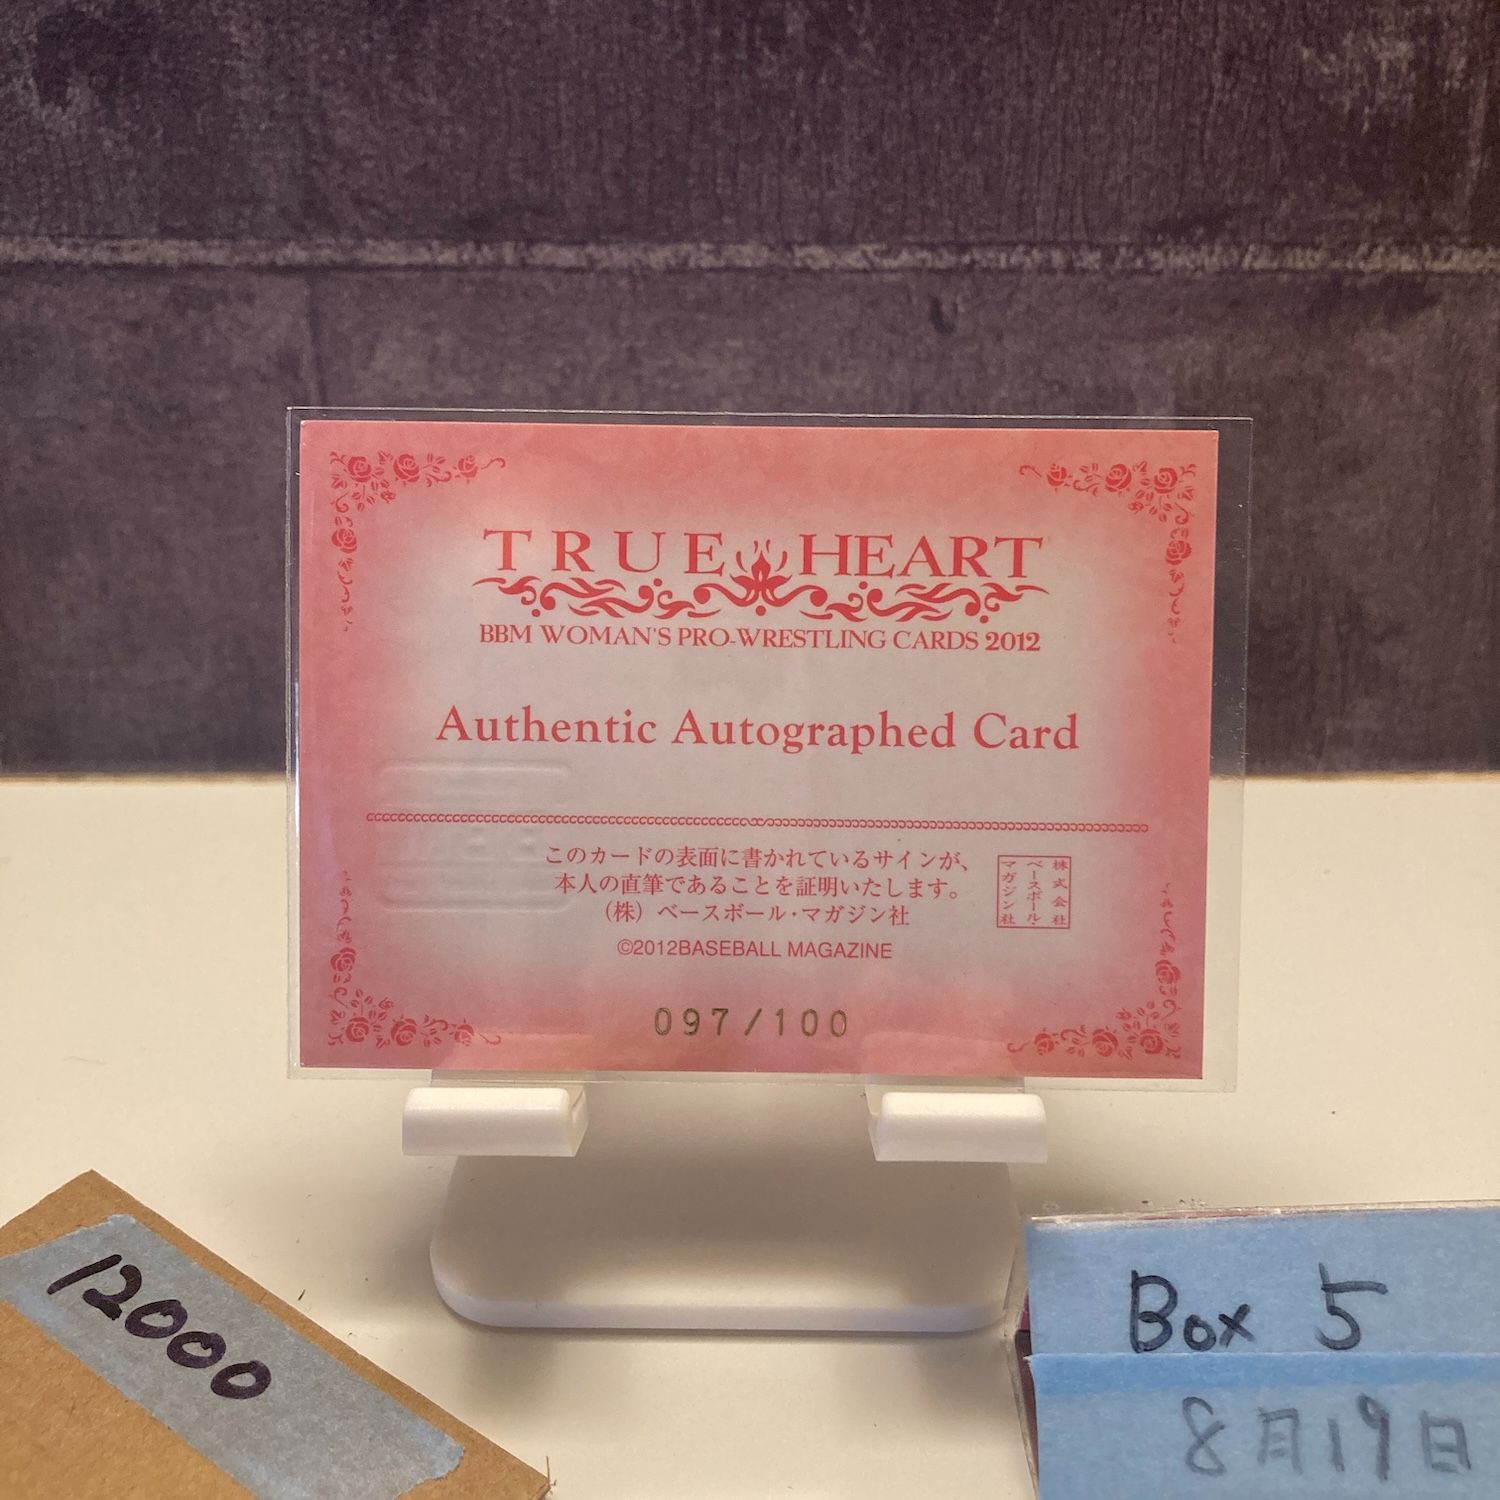 TRUE HEART
BBM WOMAN'S PRO-WRESTLING CARDS 2012
Authentic Autographed Card
このカードの表面に書かれているサインが、
本人の直筆であることを証明いたします。
(株) ベースボール・マガジン社
株式会社
ベースボール・
マガジン社
©2012BASEBALL MAGAZINE
097/100
12000
Box 5
8月19日